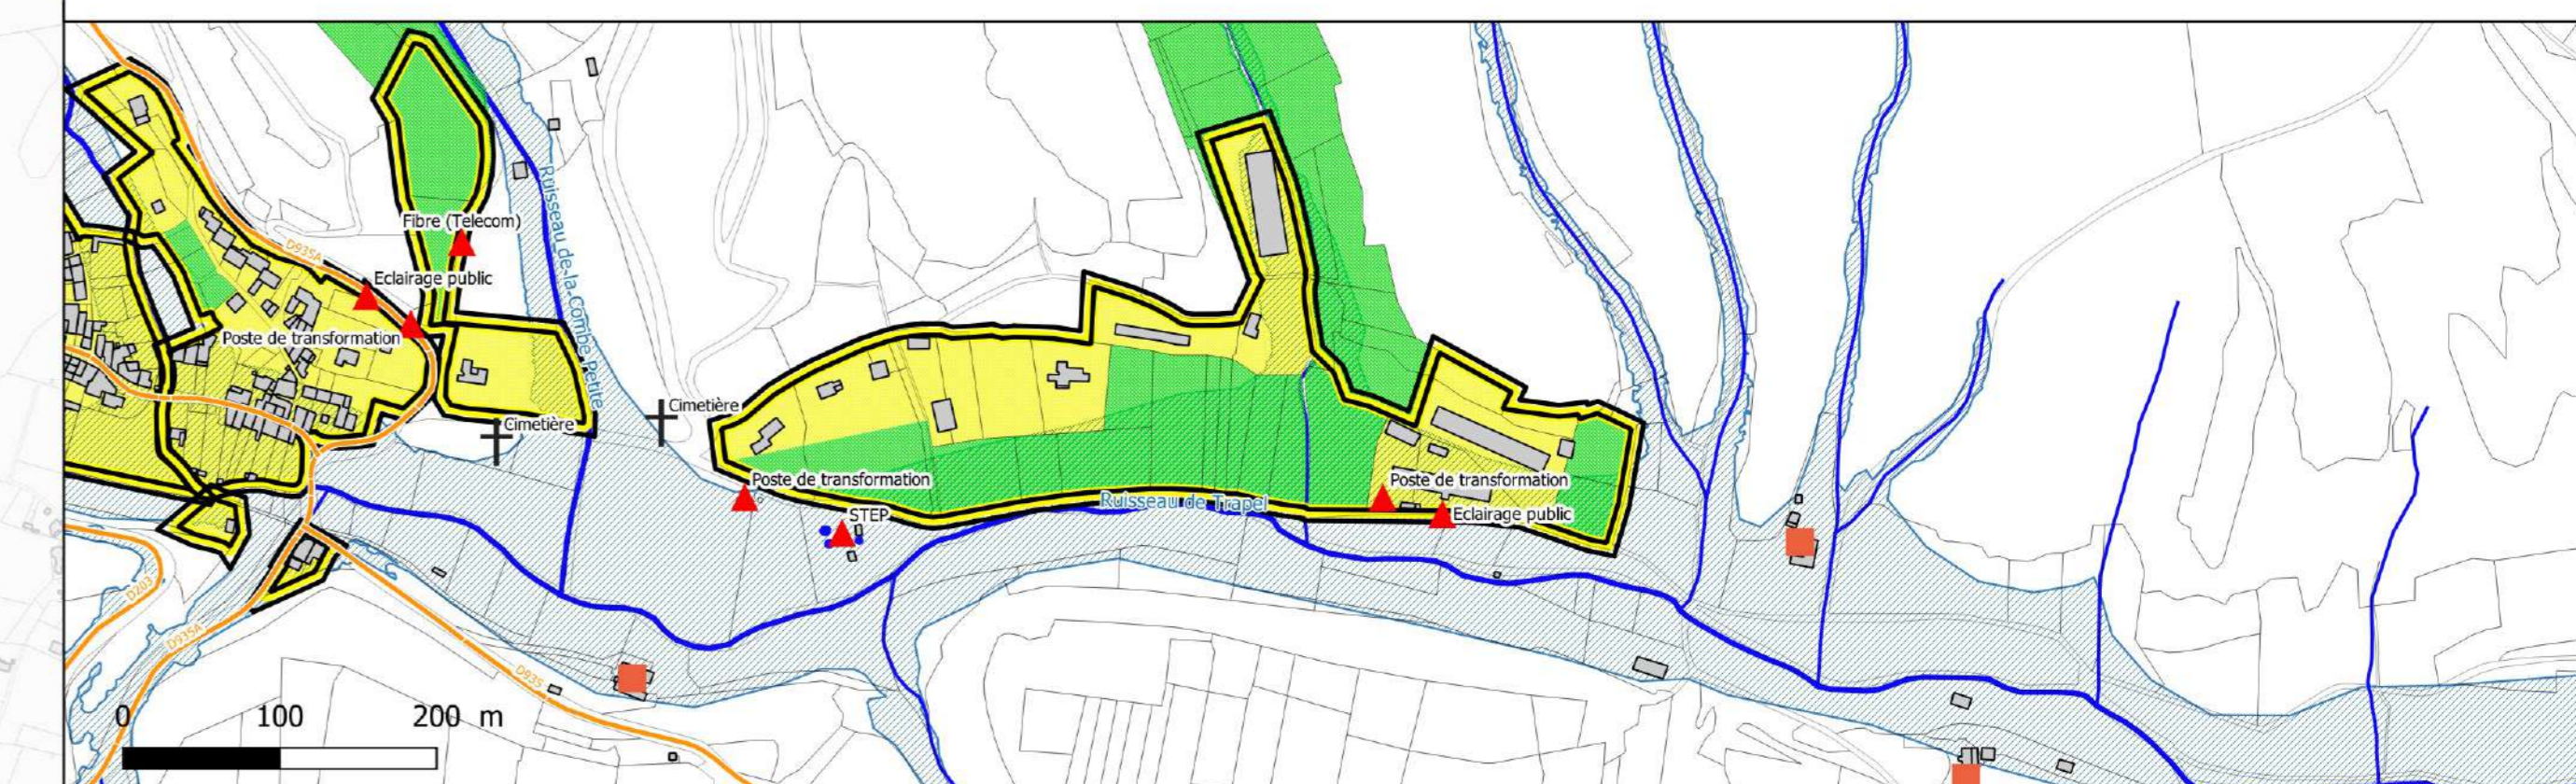 Ruisseau-de-la-Combe Petite
Fibre (Telecom)
D935A
Eclairage public
Poste de transformation
Cimetière
Cimetière
Poste de transformation
Ruisseau de Trapel
Poste de transformation
STEP
Eclairage public
D203
D935A
D935
0 100 200 m